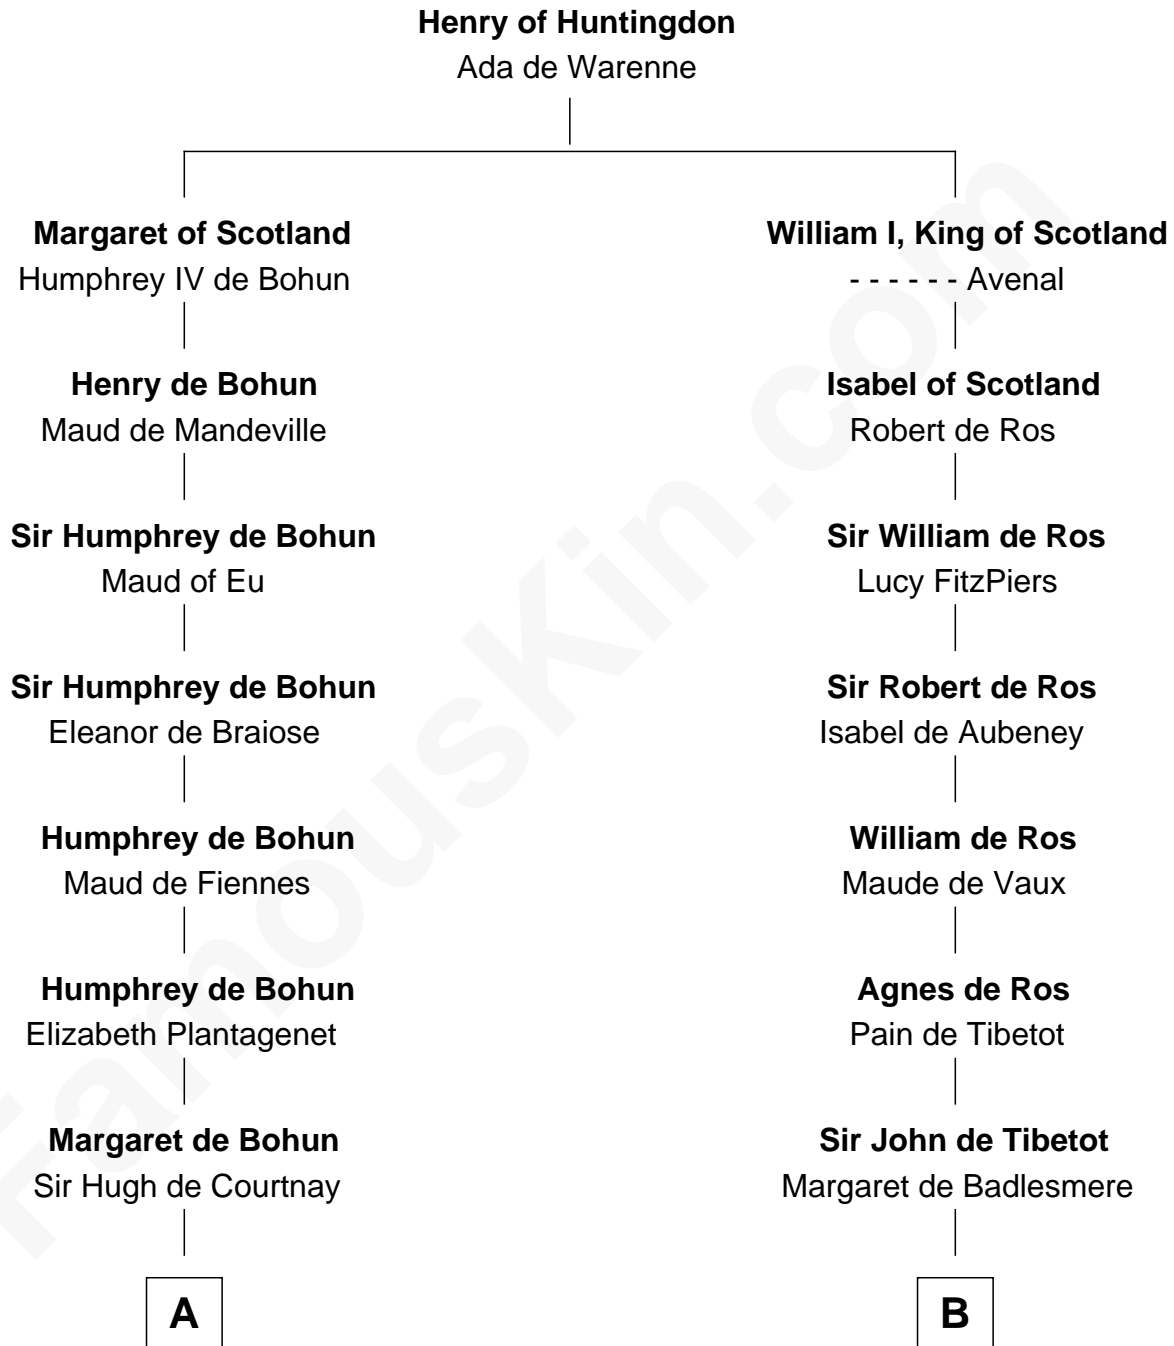 Henry of Huntingdon
Ada de Warenne
Margaret of Scotland
Humphrey IV de Bohun
Henry de Bohun
Maud de Mandeville
Sir Humphrey de Bohun
Maud of Eu
Sir Humphrey de Bohun
Eleanor de Braiose
Humphrey de Bohun
Maud de Fiennes
Humphrey de Bohun
Elizabeth Plantagenet
Margaret de Bohun
Sir Hugh de Courtnay
A
William I, King of Scotland
- - - - - - Avenal
Isabel of Scotland
Robert de Ros
Sir William de Ros
Lucy FitzPiers
Sir Robert de Ros
Isabel de Aubeney
William de Ros
Maude de Vaux
Agnes de Ros
Pain de Tibetot
Sir John de Tibetot
Margaret de Badlesmere
B
FamousKin.com